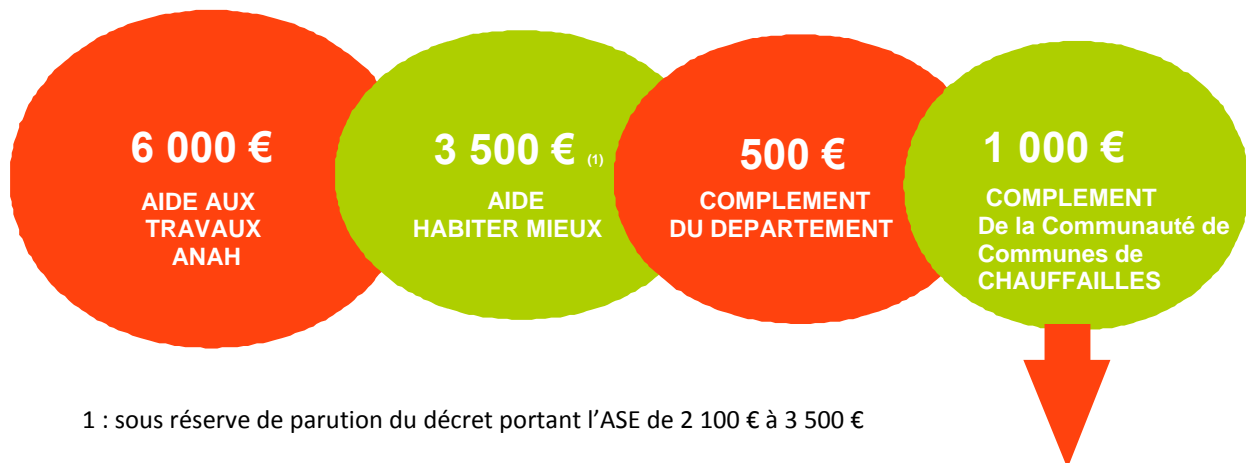 6 000 €
AIDE AUX
TRAVAUX
ANAH
3 500 € (1)
AIDE
HABITER MIEUX
500 €
COMPLEMENT
DU DEPARTEMENT
1 000 €
COMPLEMENT
De la Communauté de
Communes de
CHAUFFAILLES
1 : sous réserve de parution du décret portant l’ASE de 2 100 € à 3 500 €